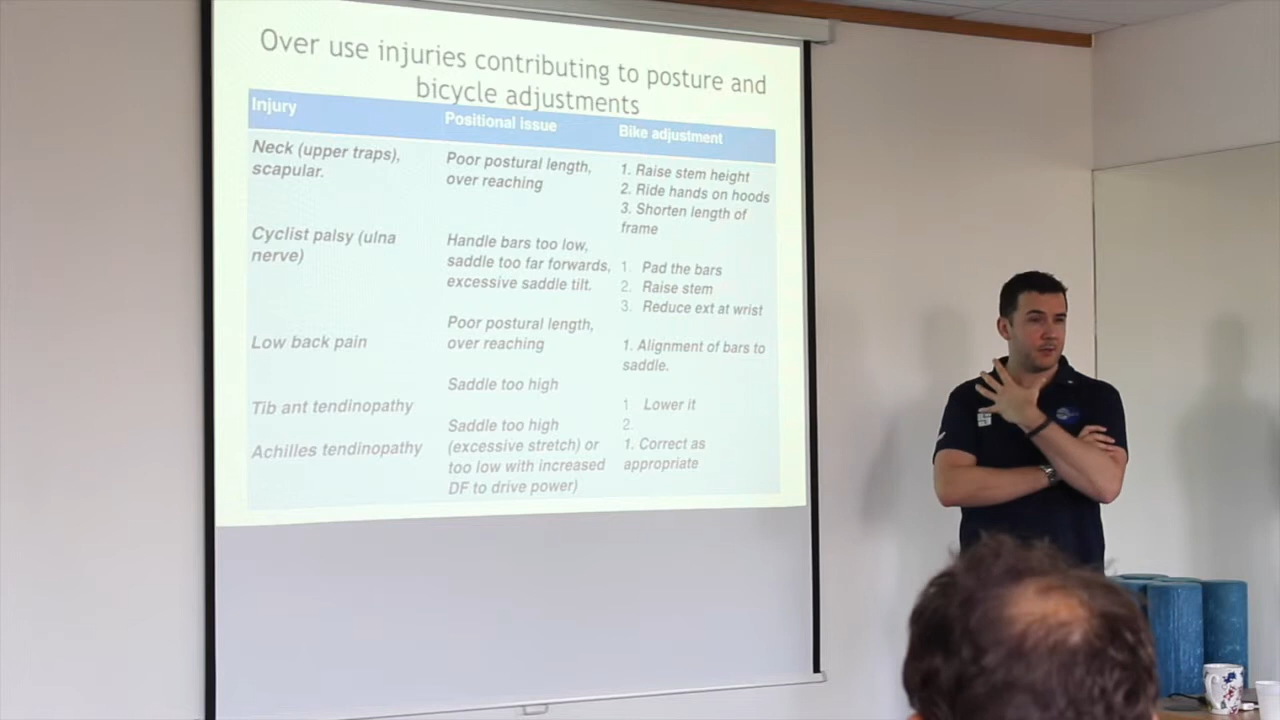 Over use injuries contributing to posture and
bicycle adjustments
Injury
Positional issue
Bike adjustment
Neck (upper traps),
scapular.
Poor postural length,
over reaching
1. Raise stem height
2. Ride hands on hoods
3. Shorten length of
frame
Cyclist palsy (ulna
nerve)
Handle bars too low,
saddle too far forwards,
excessive saddle tilt.
1. Pad the bars
2. Raise stem
3. Reduce ext at wrist
Low back pain
Poor postural length,
over reaching
1. Alignment of bars to
saddle.
Tib ant tendinopathy
Saddle too high
1 Lower it
2.
Achilles tendinopathy
Saddle too high
(excessive stretch) or
too low with increased
DF to drive power)
1. Correct as
appropriate